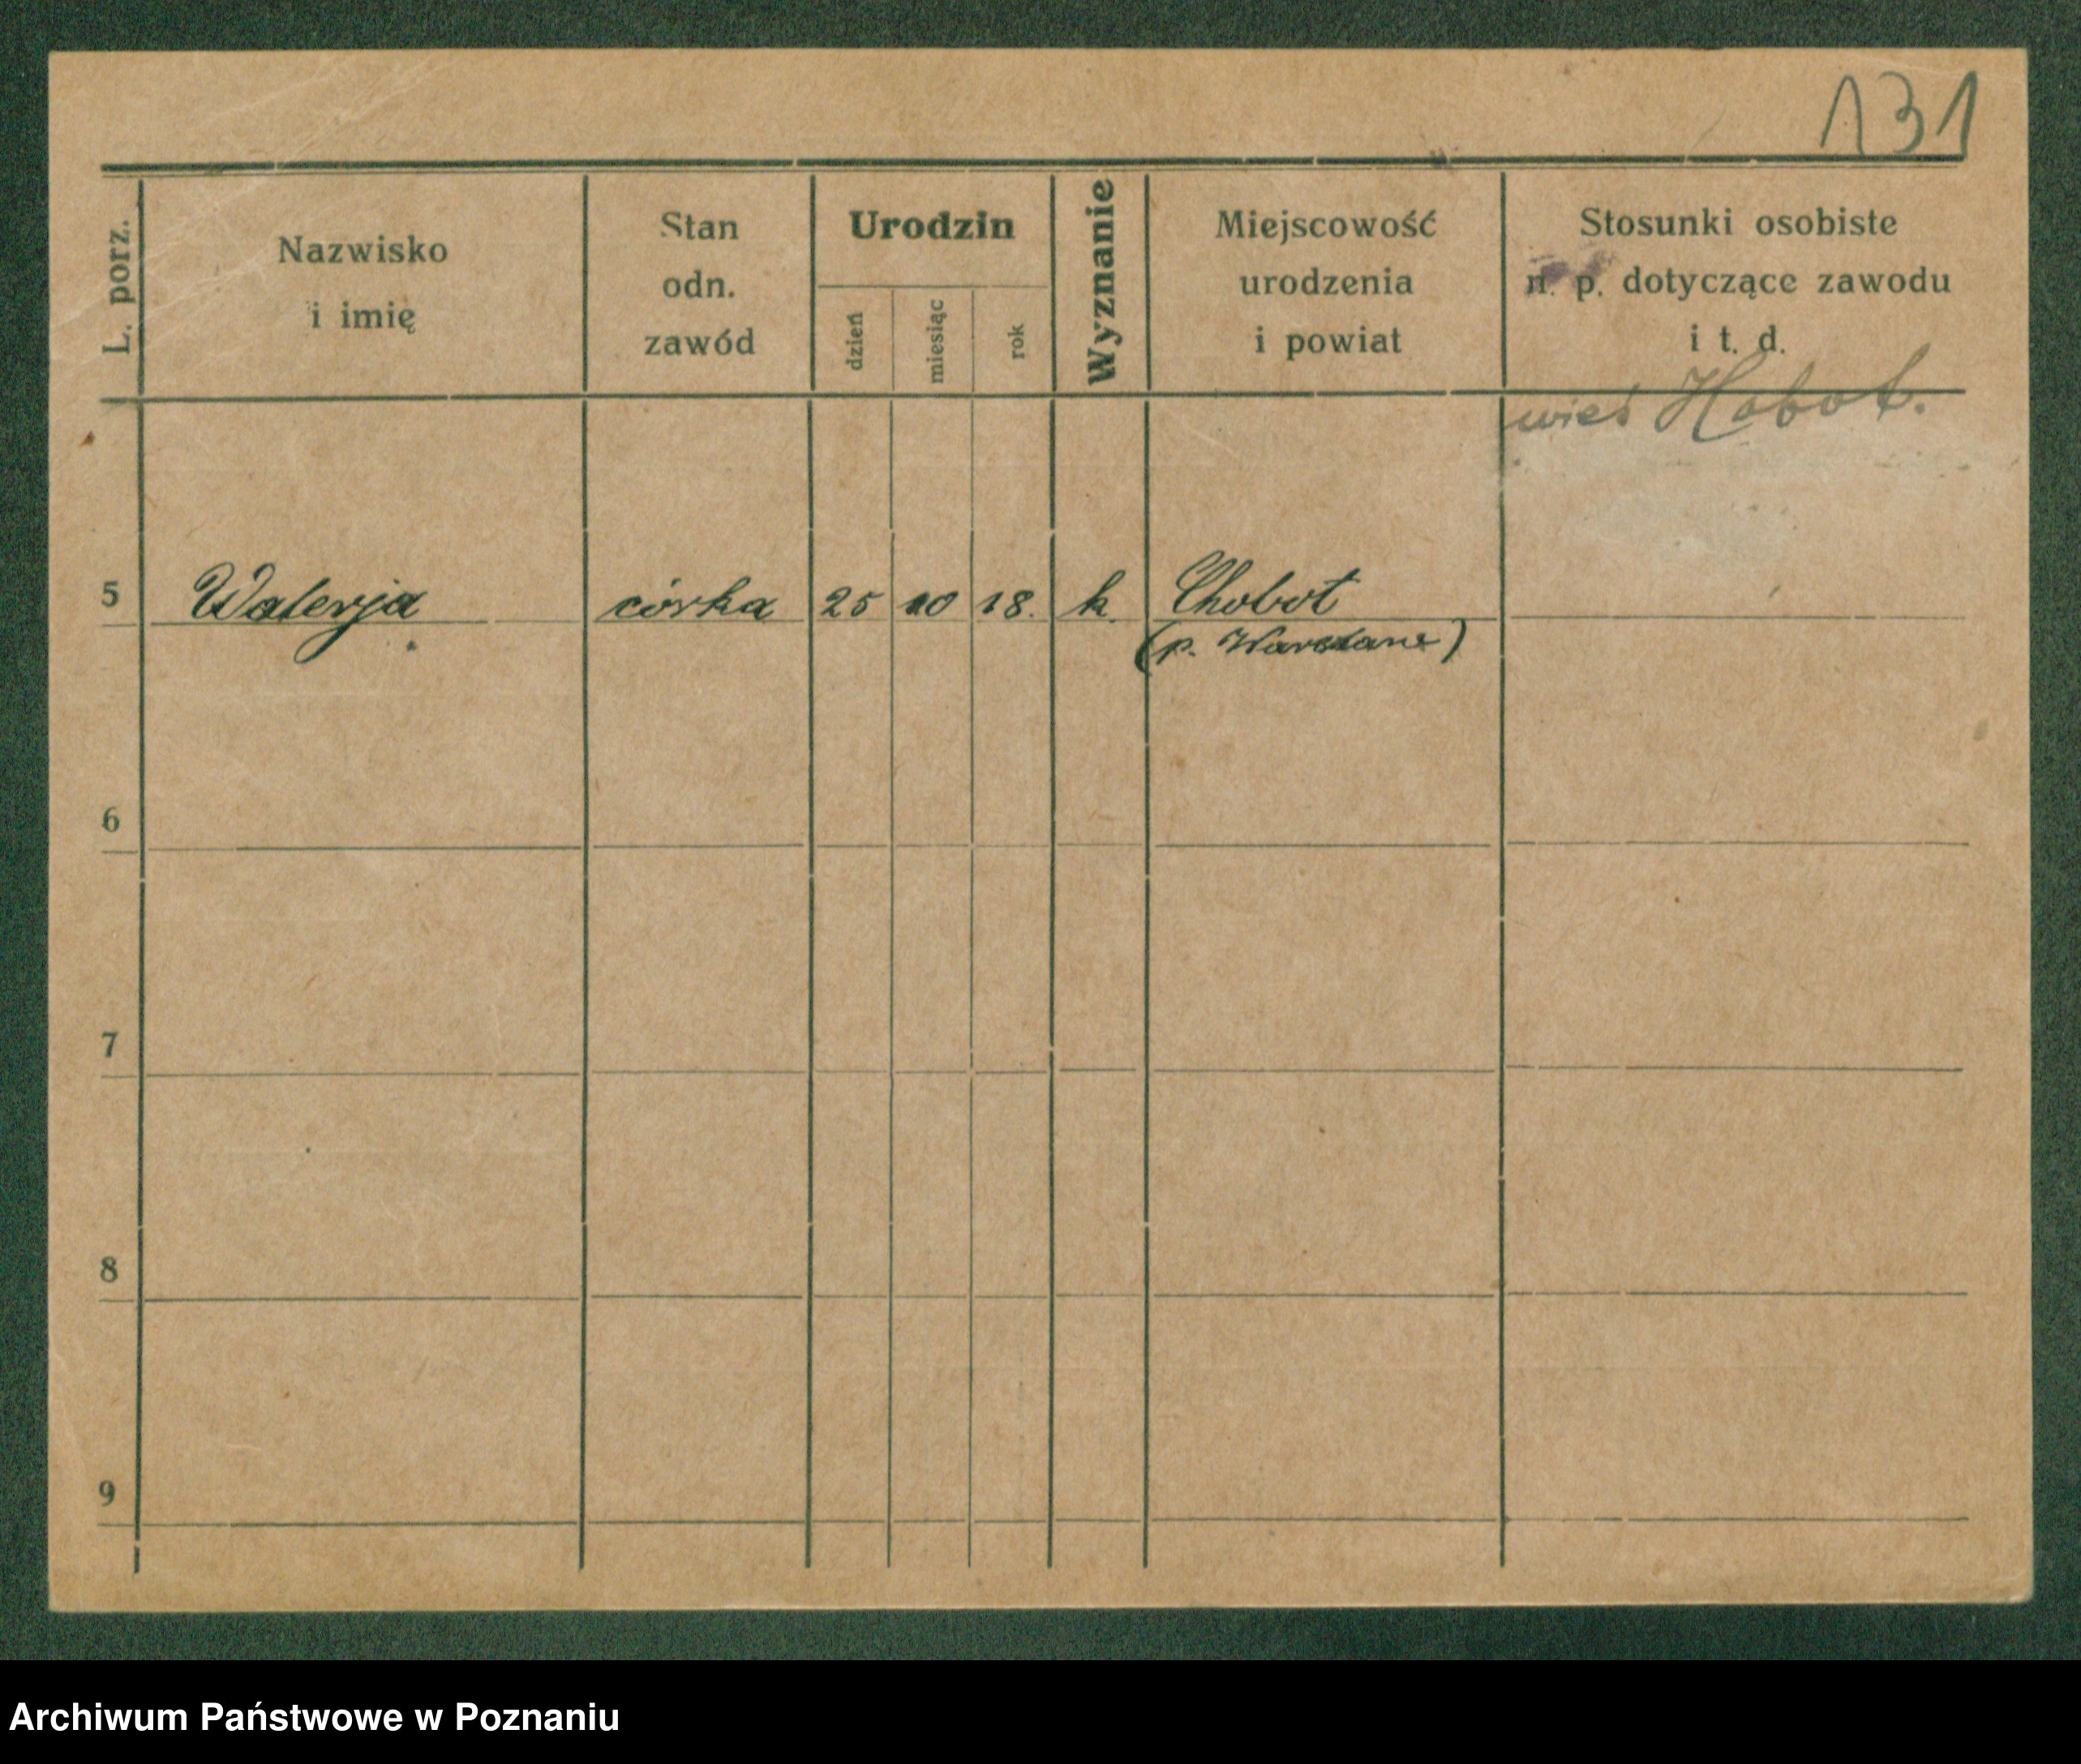 131
L. porz.
Nazwisko
i imię
Stan
odn.
zawód
Urodzin
dzień
miesiąc
rok
Wyznanie
Miejscowość
urodzenia
i powiat
Stosunki osobiste
n. p. dotyczące zawodu
i t. d.
wieś Hobot.
5 Walerja córka 25 10 18. k. Chobot
(p. Warszawa)
6
7
8
9
Archiwum Państwowe w Poznaniu